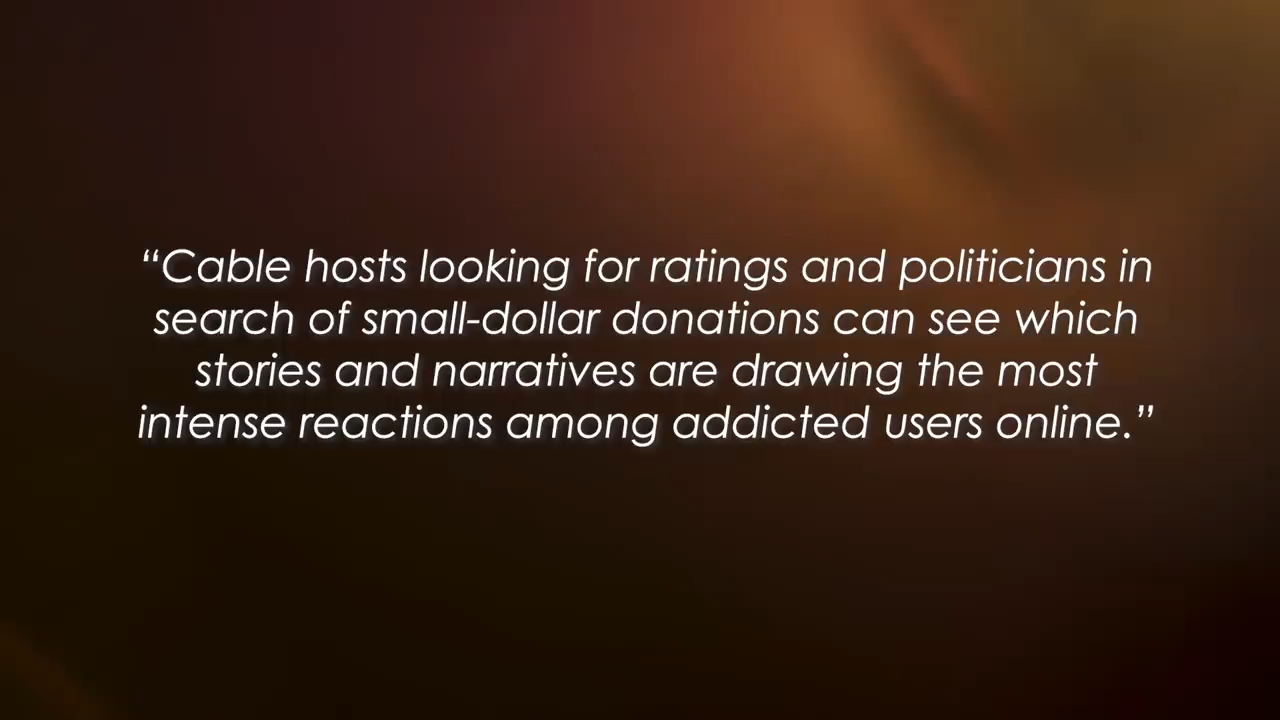 “Cable hosts looking for ratings and politicians in
search of small-dollar donations can see which
stories and narratives are drawing the most
intense reactions among addicted users online.”